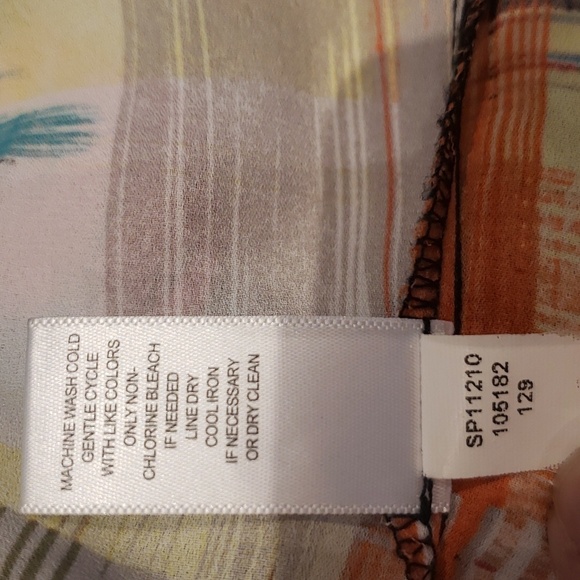 MACHINE WASH COLD
GENTLE CYCLE
WITH LIKE COLORS
ONLY NON-
CHLORINE BLEACH
IF NEEDED
LINE DRY
COOL IRON
IF NECESSARY
OR DRY CLEAN
SP11210
105182
129